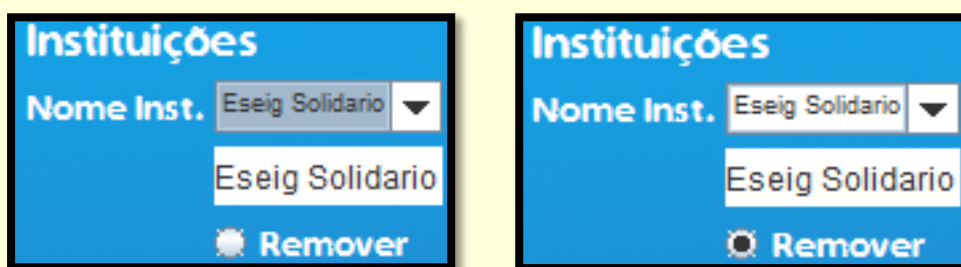 Instituições
Nome Inst. Eseig Solidario
Eseig Solidario
Remover
Instituições
Nome Inst. Eseig Solidario
Eseig Solidario
Remover